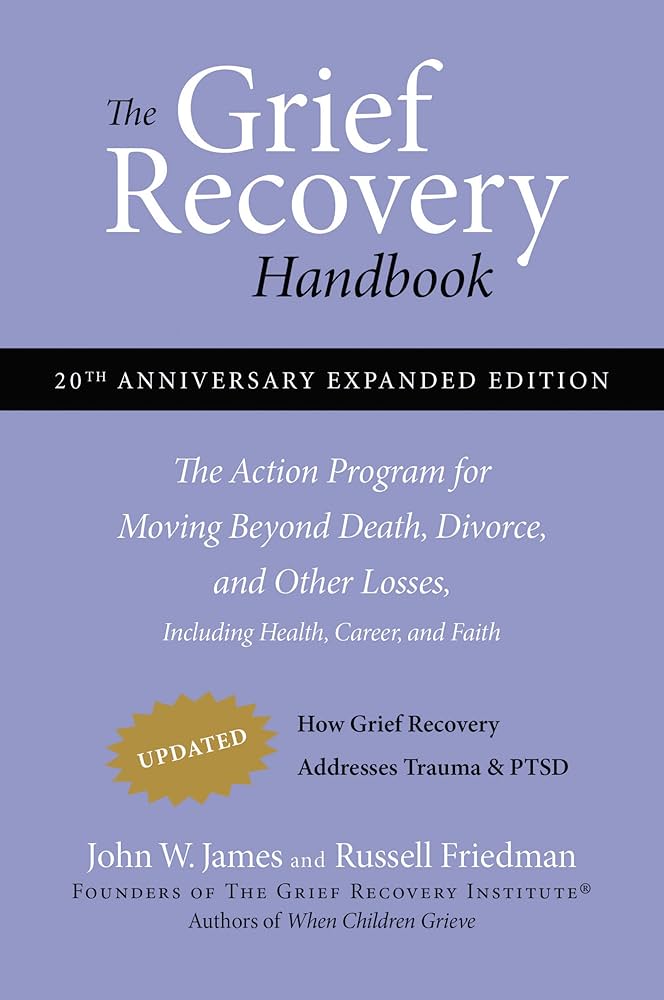 The Grief
Recovery
Handbook
20TH ANNIVERSARY EXPANDED EDITION
The Action Program for
Moving Beyond Death, Divorce,
and Other Losses,
Including Health, Career, and Faith
UPDATED
How Grief Recovery
Addresses Trauma & PTSD
John W. James and Russell Friedman
FOUNDERS OF THE GRIEF RECOVERY INSTITUTE®
Authors of When Children Grieve